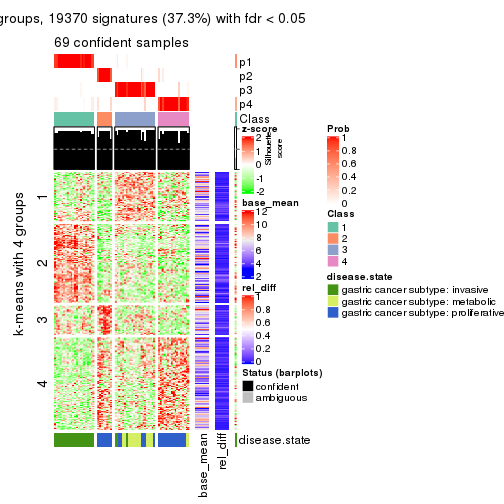 groups, 19370 signatures (37.3%) with fdr < 0.05
69 confident samples
p1
p2
p3
p4
Class
z-score
2
1
0
-1
-2
Silhouette
score
base_mean
12
10
8
6
4
2
rel_diff
1
0.8
0.6
0.4
0.2
0
Status (barplots)
confident
ambiguous
Prob
1
0.8
0.6
0.4
0.2
0
Class
1
2
3
4
disease.state
gastric cancer subtype: invasive
gastric cancer subtype: metabolic
gastric cancer subtype: proliferative
k-means with 4 groups
1
2
3
4
disease.state
base_mean
rel_diff